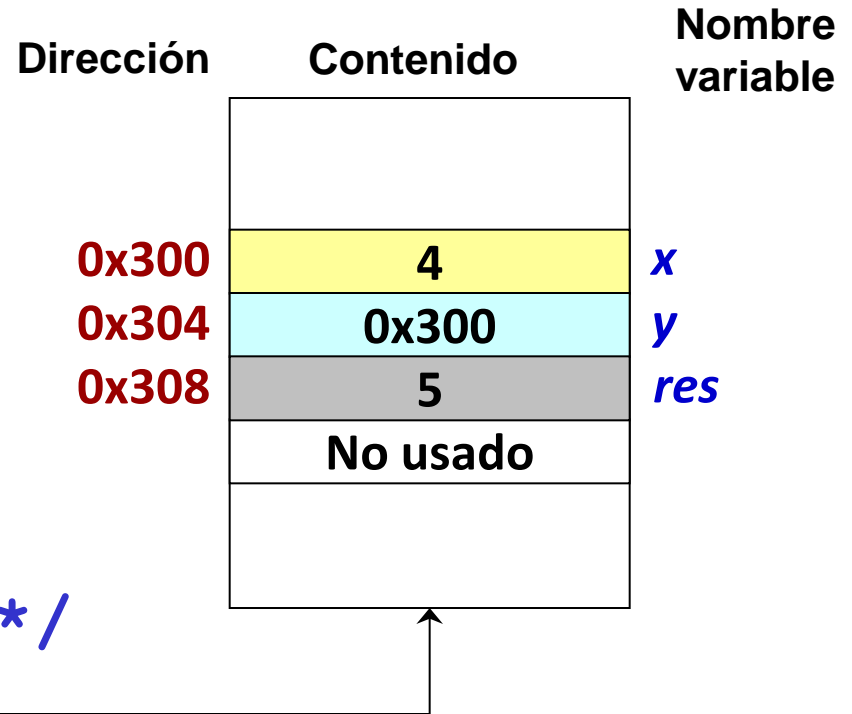 Dirección Contenido Nombre
variable
0x300 4 x
0x304 0x300 y
0x308 5 res
No usado
*/